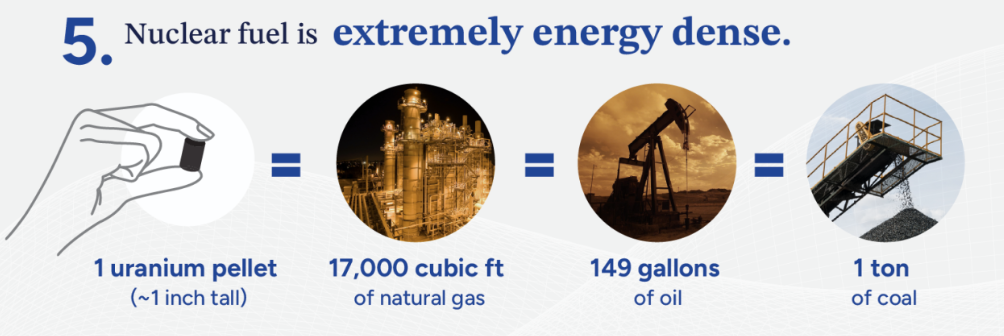 5. Nuclear fuel is extremely energy dense.
= = =
1 uranium pellet 17,000 cubic ft 149 gallons 1 ton
(~1 inch tall) of natural gas of oil of coal